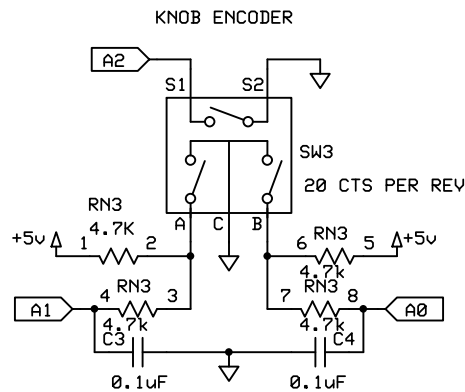 KNOB ENCODER
A2
S1 S2
SW3
20 CTS PER REV
A C B
RN3
4.7K
+5v 1 2
RN3
6 5 +5v
4.7k
RN3
4 3
A1
4.7k
RN3
7 8
A0
4.7k
C3
0.1uF
C4
0.1uF